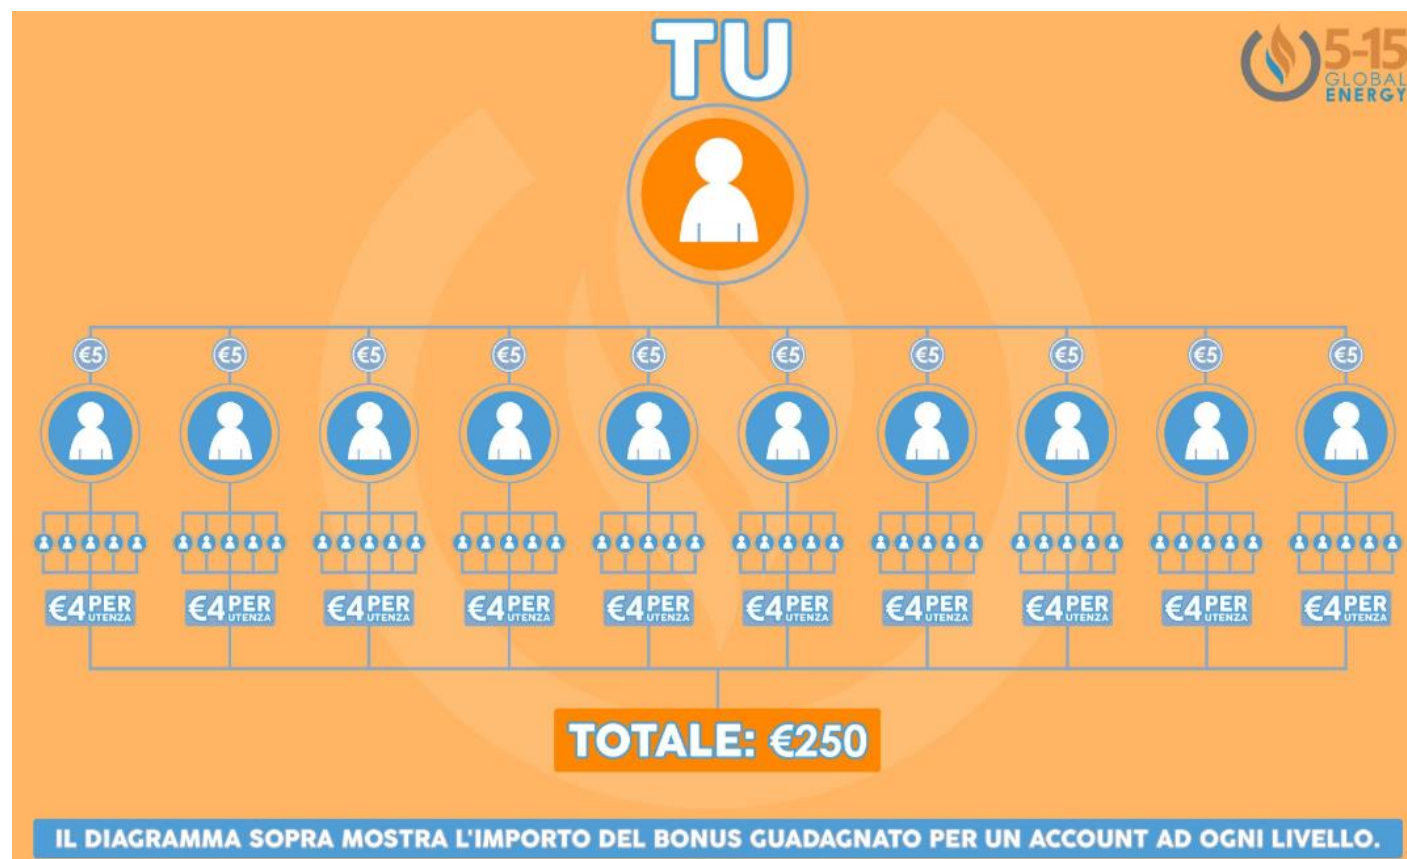 TU
5-15
GLOBAL
ENERGY
€5 €5 €5 €5 €5 €5 €5 €5 €5 €5
€4 PER UTENZA €4 PER UTENZA €4 PER UTENZA €4 PER UTENZA €4 PER UTENZA €4 PER UTENZA €4 PER UTENZA €4 PER UTENZA €4 PER UTENZA €4 PER UTENZA
TOTALE: €250
IL DIAGRAMMA SOPRA MOSTRA L'IMPORTO DEL BONUS GUADAGNATO PER UN ACCOUNT AD OGNI LIVELLO.